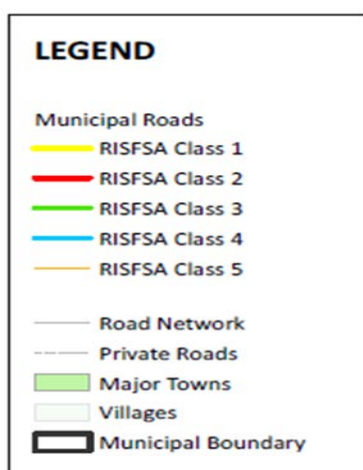 LEGEND
Municipal Roads
RISFSA Class 1
RISFSA Class 2
RISFSA Class 3
RISFSA Class 4
RISFSA Class 5
Road Network
Private Roads
Major Towns
Villages
Municipal Boundary